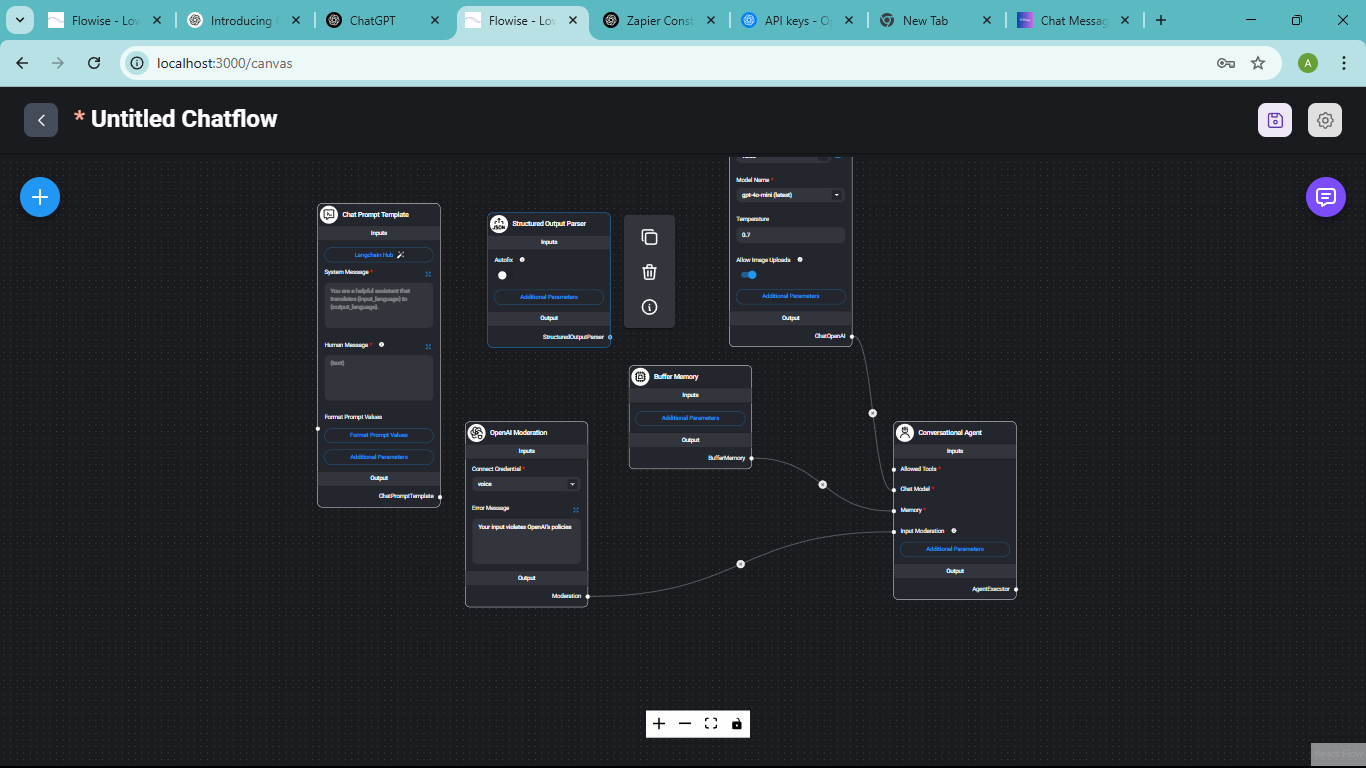 Flowise - Lo
Introducing
ChatGPT
Flowise - Lo
Zapier Const
API keys - O
New Tab
Chat Messag
localhost:3000/canvas
A
* Untitled Chatflow
Chat Prompt Template
Inputs
Langchain Hub
System Message *
You are a helpful assistant that
translates {input_language} to
{output_language}.
Human Message *
{text}
Format Prompt Values
Format Prompt Values
Additional Parameters
Output
ChatPromptTemplate
JSON
Structured Output Parser
Inputs
Autofix
Additional Parameters
Output
StructuredOutputParser
Model Name *
gpt-4o-mini (latest)
Temperature
0.7
Allow Image Uploads
Additional Parameters
Output
ChatOpenAI
Buffer Memory
Inputs
Additional Parameters
Output
BufferMemory
OpenAI Moderation
Inputs
Connect Credential *
voice
Error Message
Your input violates OpenAI's policies
Output
Moderation
Conversational Agent
Inputs
Allowed Tools *
Chat Model *
Memory *
Input Moderation
Additional Parameters
Output
AgentExecutor
React Flow